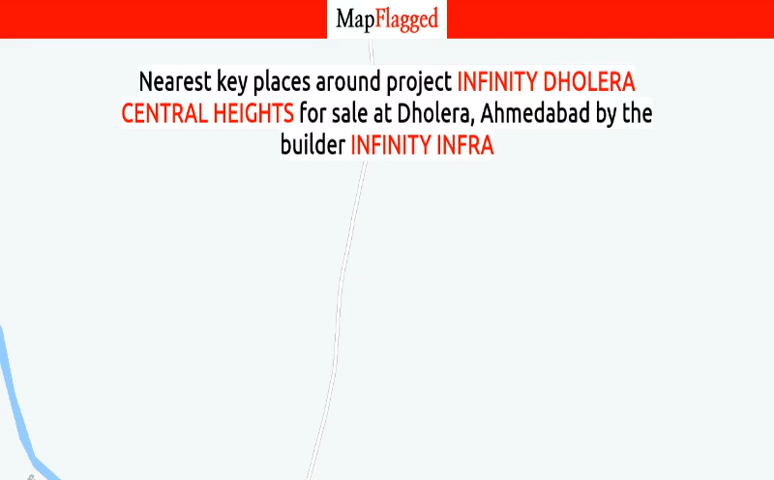 MapFlagged
Nearest key places around project INFINITY DHOLERA
CENTRAL HEIGHTS for sale at Dholera, Ahmedabad by the
builder INFINITY INFRA